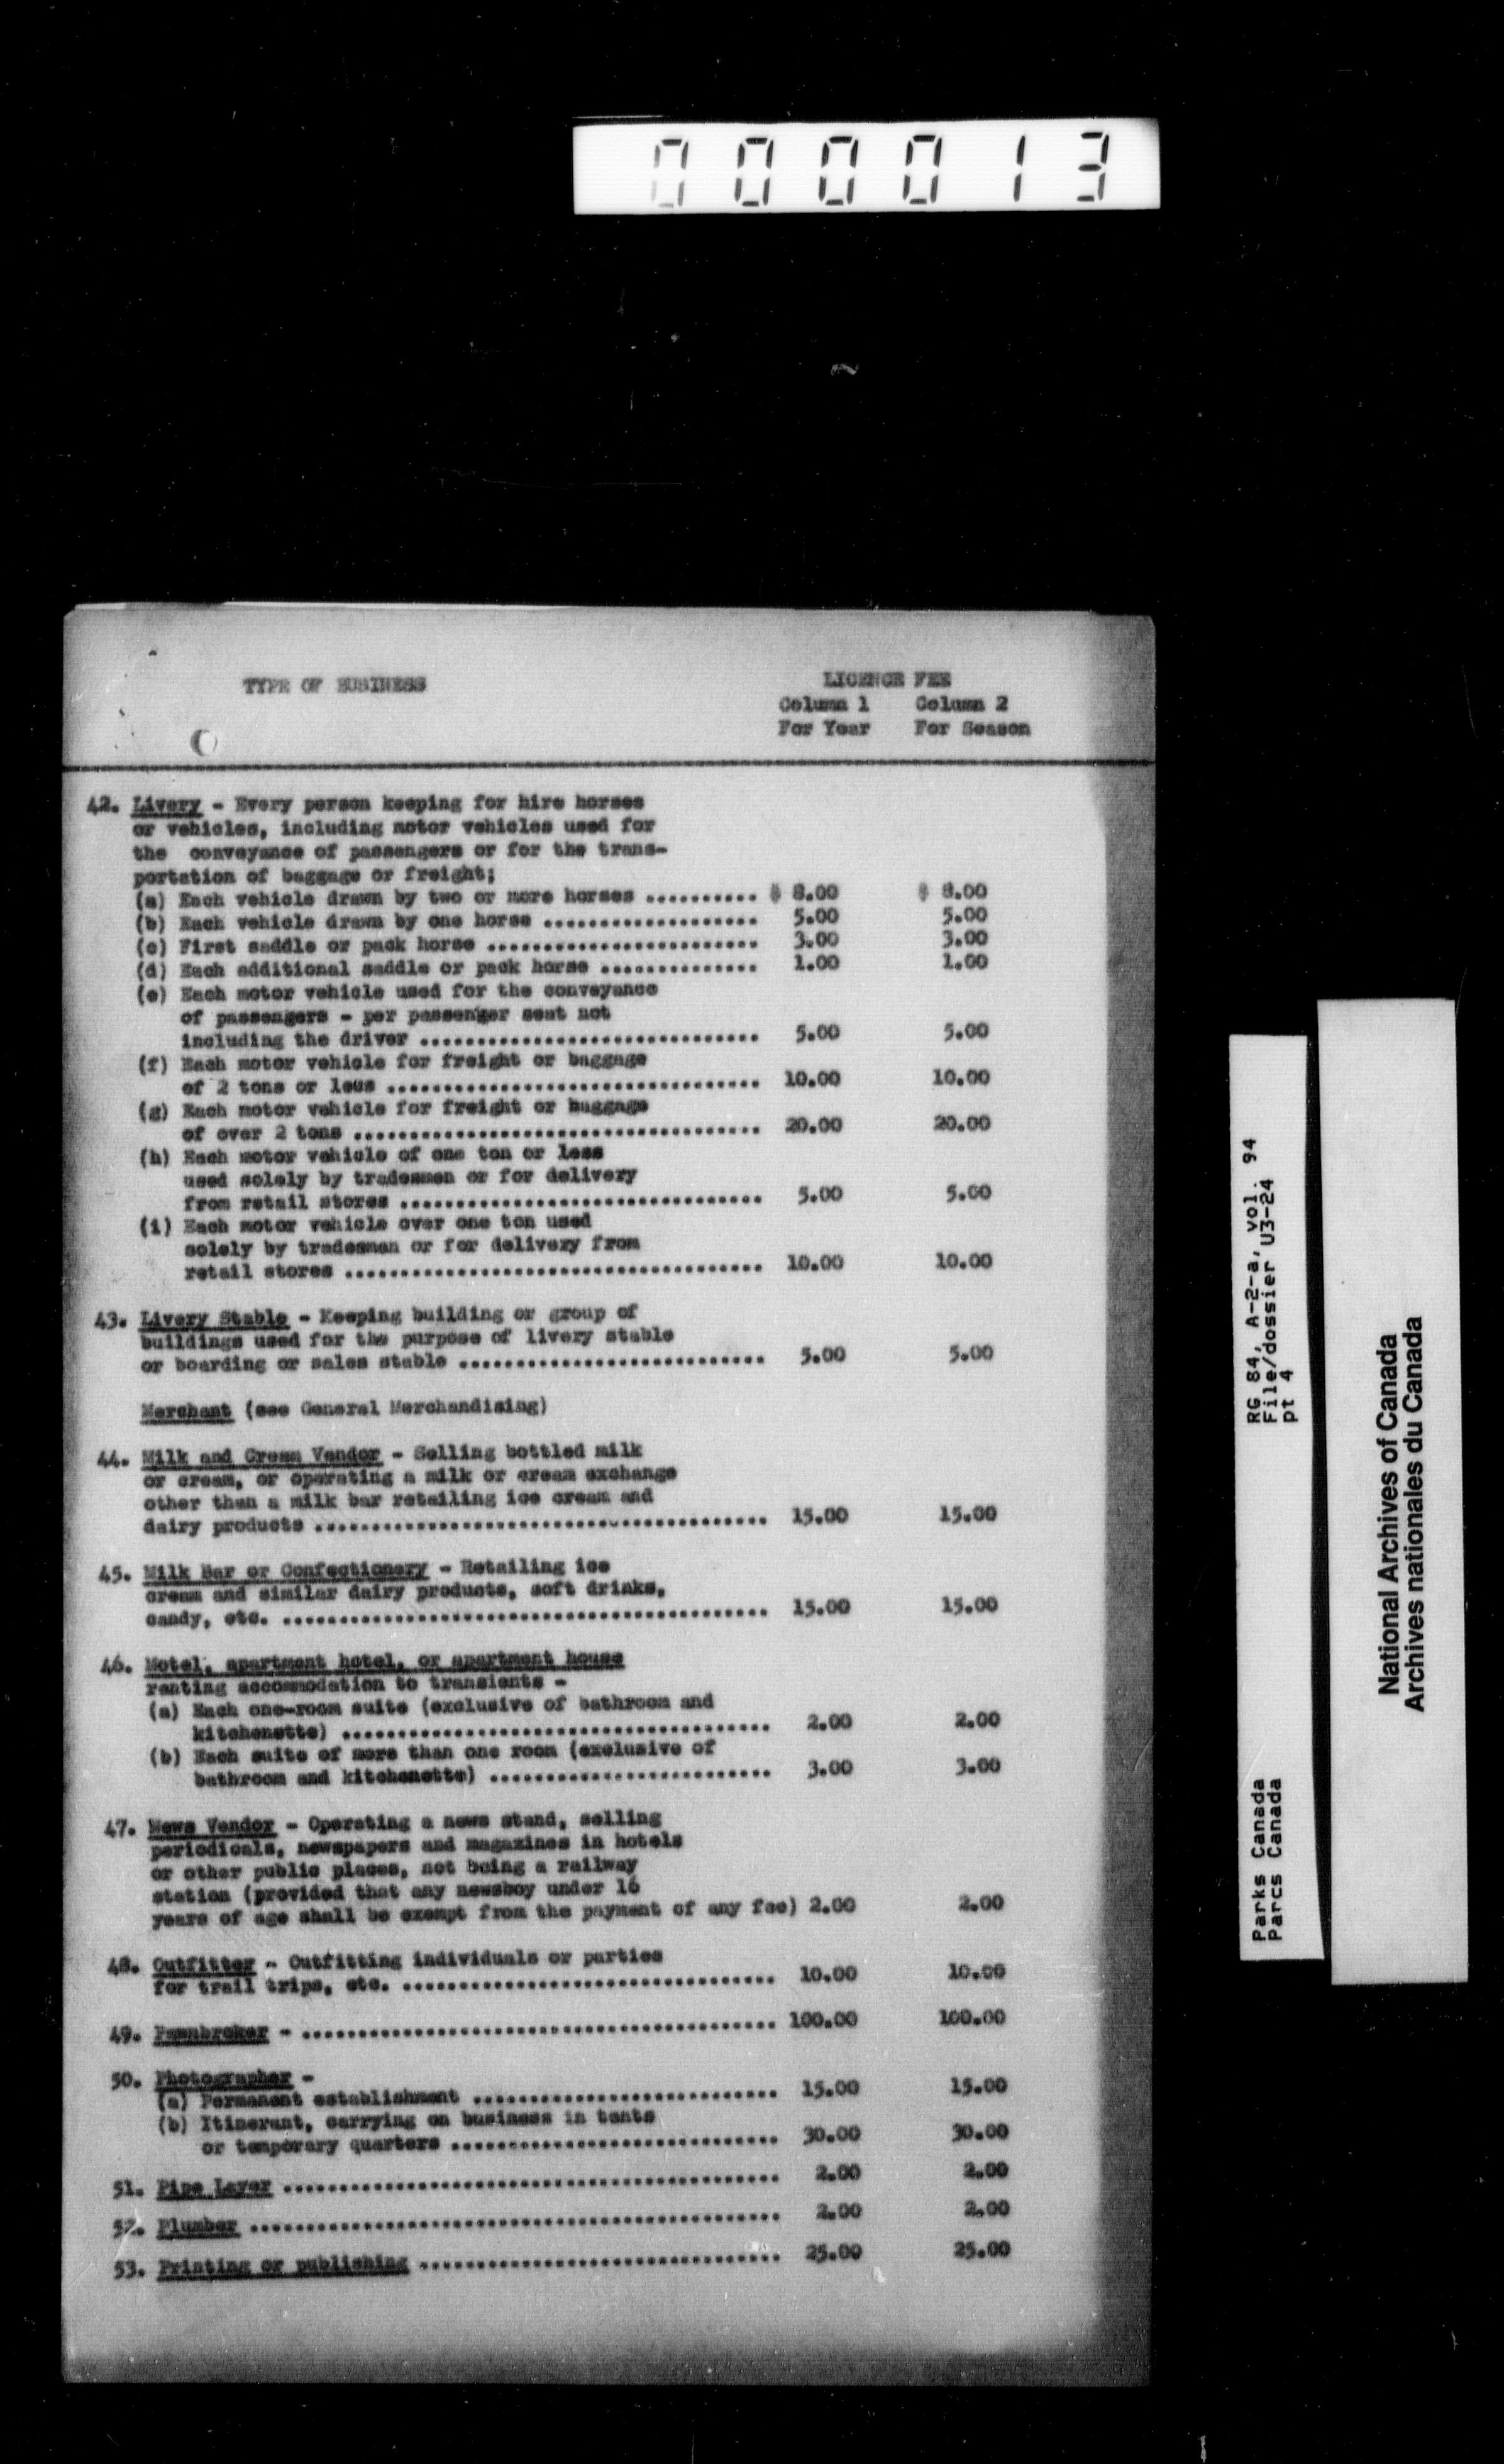 000013
TYPE OF BUSINESS
LICENCE FEE
Column 1 Column 2
For Year For Season
42. Livery - Every person keeping for hire horses
or vehicles, including motor vehicles used for
the conveyance of passengers or for the trans-
portation of baggage or freight;
(a) Each vehicle drawn by two or more horses .......... $ 8.00 $ 8.00
(b) Each vehicle drawn by one horse ................... 5.00 5.00
(c) First saddle or pack horse ........................ 3.00 3.00
(d) Each additional saddle or pack horse .............. 1.00 1.00
(e) Each motor vehicle used for the conveyance
of passengers - per passenger seat not
including the driver .............................. 5.00 5.00
(f) Each motor vehicle for freight or baggage
of 2 tons or less ................................. 10.00 10.00
(g) Each motor vehicle for freight or baggage
of over 2 tons .................................... 20.00 20.00
(h) Each motor vehicle of one ton or less
used solely by tradesmen or for delivery
from retail stores ................................ 5.00 5.00
(i) Each motor vehicle over one ton used
solely by tradesmen or for delivery from
retail stores ..................................... 10.00 10.00
43. Livery Stable - Keeping building or group of
buildings used for the purpose of livery stable
or boarding or sales stable ........................... 5.00 5.00
Merchant (see General Merchandising)
44. Milk and Cream Vendor - Selling bottled milk
or cream, or operating a milk or cream exchange
other than a milk bar retailing ice cream and
dairy products ........................................ 15.00 15.00
45. Milk Bar or Confectionery - Retailing ice
cream and similar dairy products, soft drinks,
candy, etc. ........................................... 15.00 15.00
46. Motel, apartment hotel, or apartment house
renting accommodation to transients -
(a) Each one-room suite (exclusive of bathroom and
kitchenette) ...................................... 2.00 2.00
(b) Each suite of more than one room (exclusive of
bathroom and kitchenette) ......................... 3.00 3.00
47. News Vendor - Operating a news stand, selling
periodicals, newspapers and magazines in hotels
or other public places, not being a railway
station (provided that any newsboy under 16
years of age shall be exempt from the payment of any fee) 2.00 2.00
48. Outfitter - Outfitting individuals or parties
for trail trips, etc. ................................. 10.00 10.00
49. Pawnbroker - .......................................... 100.00 100.00
50. Photographer -
(a) Permanent establishment ........................... 15.00 15.00
(b) Itinerant, carrying on business in tents
or temporary quarters ............................. 30.00 30.00
51. Pipe Layer ............................................ 2.00 2.00
52. Plumber ............................................... 2.00 2.00
53. Printing or publishing ................................ 25.00 25.00
Parks Canada RG 84, A-2-a, vol. 94
Parcs Canada File/dossier U3-24
pt 4
National Archives of Canada
Archives nationales du Canada